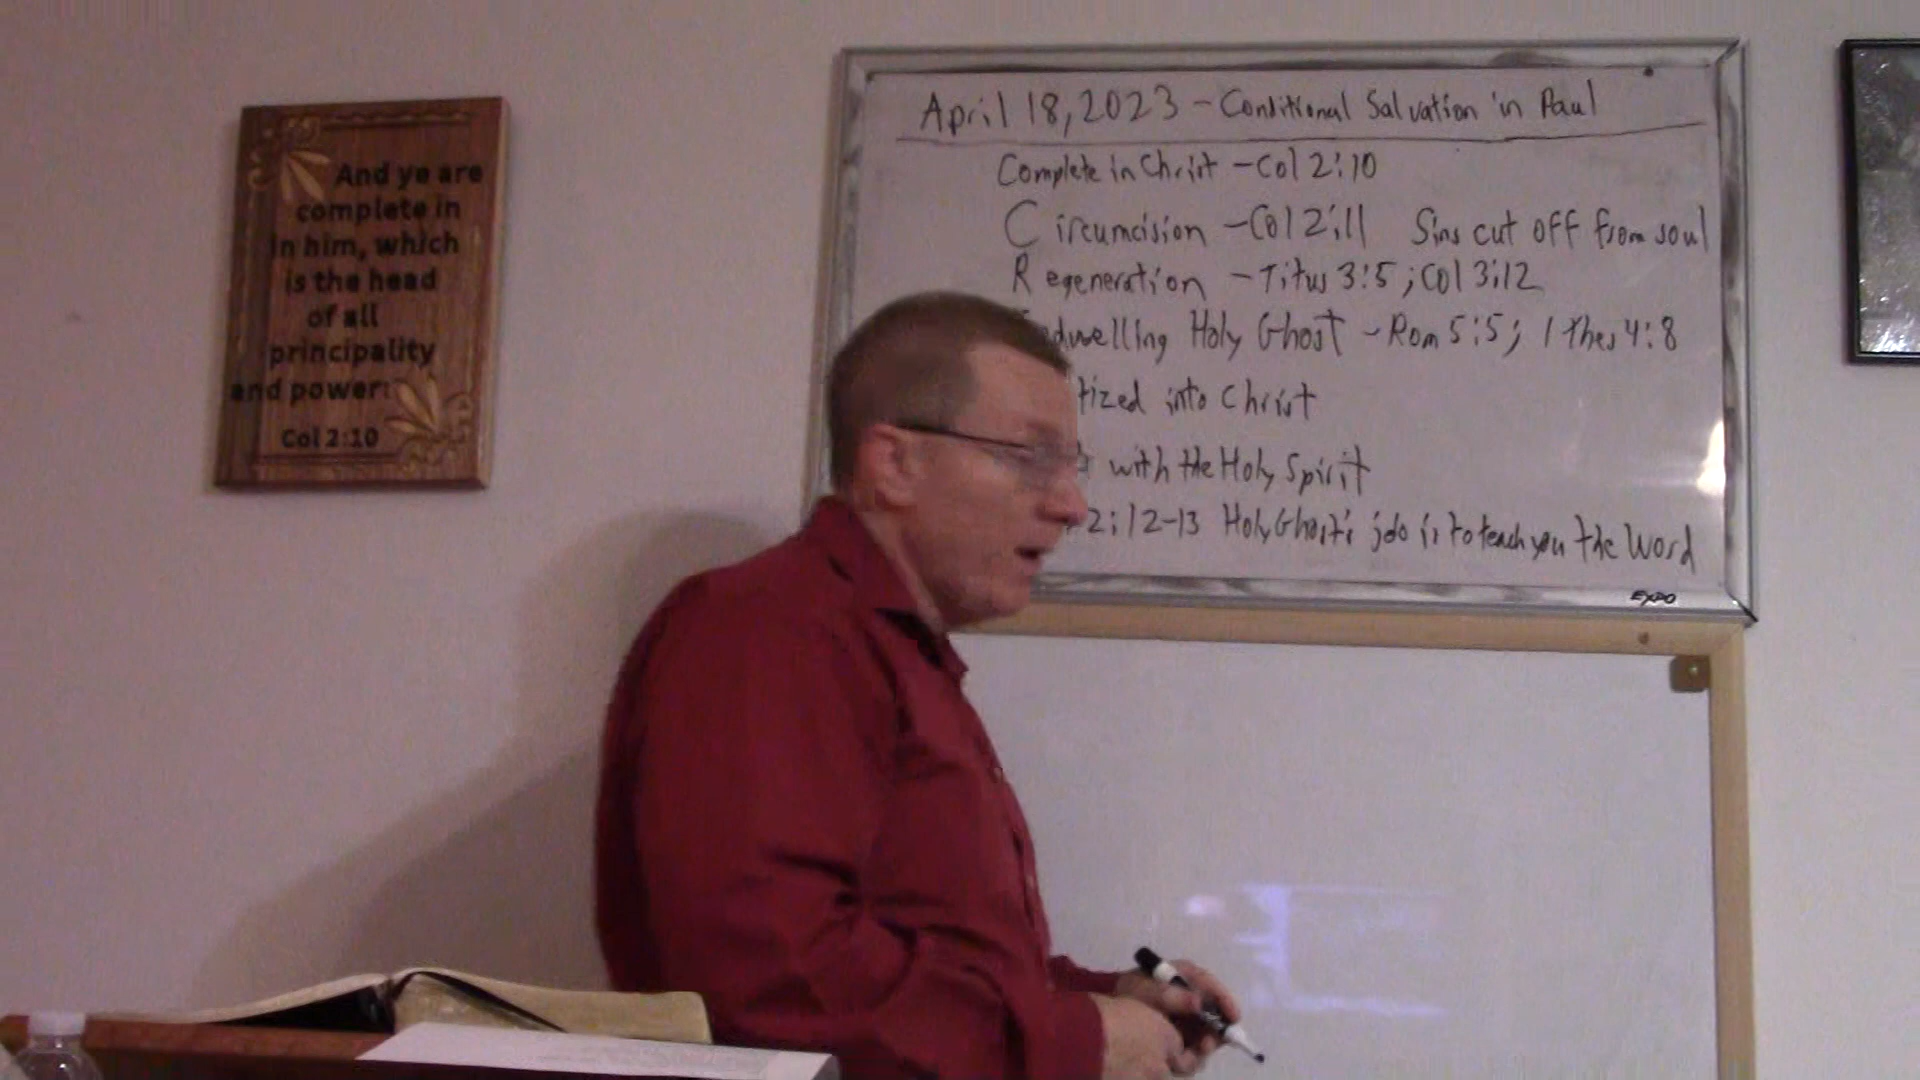 And ye are
complete in
in him, which
is the head
of all
principality
and power:
Col 2:10
April 18, 2023 - Conditional Salvation in Paul
Complete in Christ - Col 2:10
Circumcision - Col 2:11 Sins cut off from soul
Regeneration - Titus 3:5; Col 3:12
dwelling Holy Ghost - Rom 5:5; 1 Thes 4:8
tized into Christ
with the Holy Spirit
2:12-13 Holy Ghost's job is to teach you the Word
EXPO